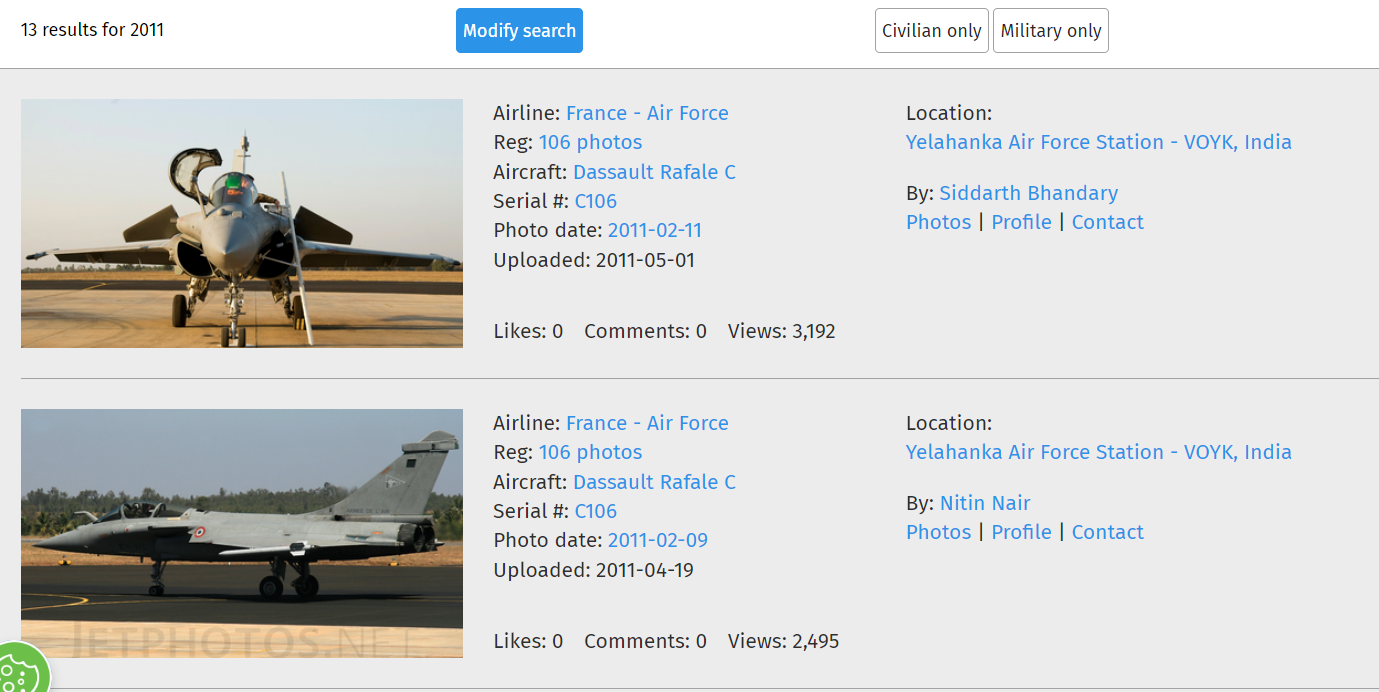 13 results for 2011
Modify search
Civilian only
Military only
Airline: France - Air Force
Reg: 106 photos
Aircraft: Dassault Rafale C
Serial #: C106
Photo date: 2011-02-11
Uploaded: 2011-05-01
Likes: 0 Comments: 0 Views: 3,192
Location:
Yelahanka Air Force Station - VOYK, India
By: Siddarth Bhandary
Photos | Profile | Contact
Airline: France - Air Force
Reg: 106 photos
Aircraft: Dassault Rafale C
Serial #: C106
Photo date: 2011-02-09
Uploaded: 2011-04-19
Likes: 0 Comments: 0 Views: 2,495
Location:
Yelahanka Air Force Station - VOYK, India
By: Nitin Nair
Photos | Profile | Contact
ARMEE DE L'AIR
JETPHOTOS.NET